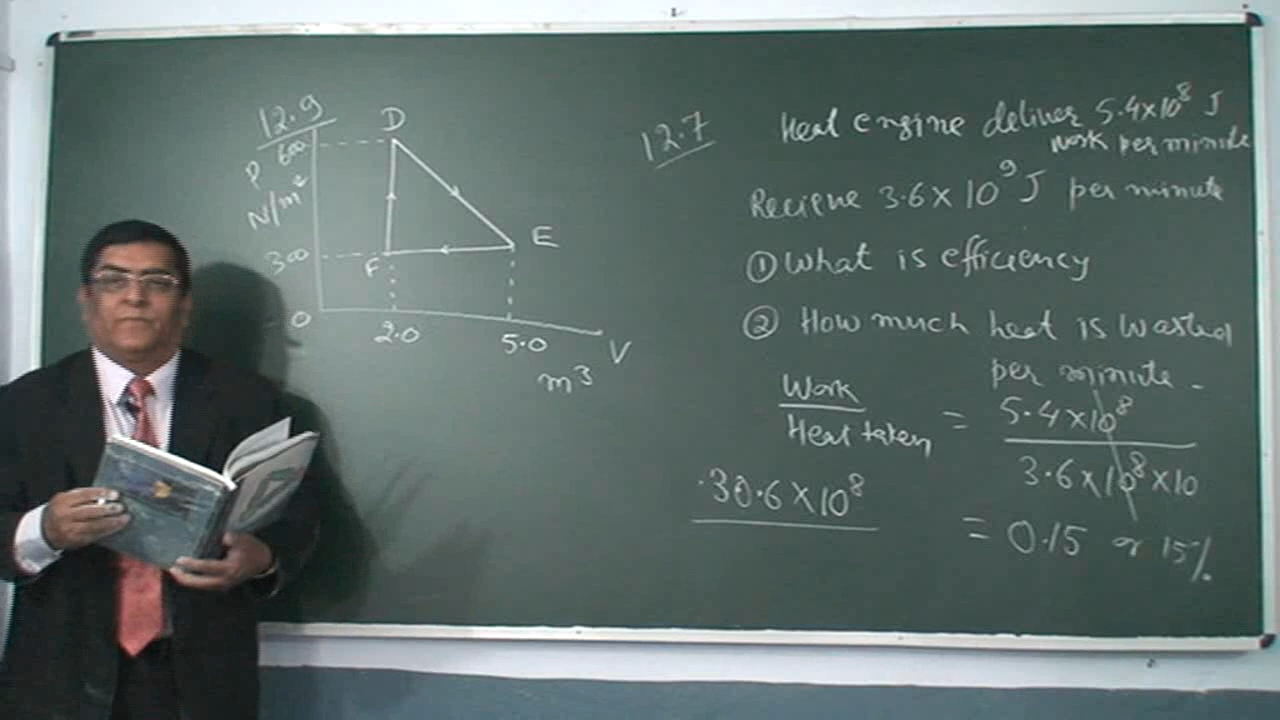 12.9
D
600
P
N/m²
E
300
F
0
2.0
5.0
V
m³
12.7
Heat engine deliver 5.4×10⁸ J
work per minute
Recieve 3.6 × 10⁹ J per minute
① What is efficiency
② How much heat is wasted
per minute -
Work / Heat taken = 5.4×10⁸ / 3.6×10⁸×10
.30.6×10⁸
= 0.15 or 15%